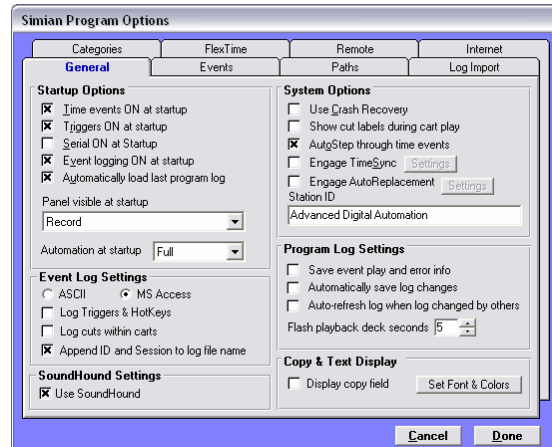 Simian Program Options
Categories
FlexTime
Remote
Internet
General
Events
Paths
Log Import
Startup Options
Time events ON at startup
Triggers ON at startup
Serial ON at Startup
Event logging ON at startup
Automatically load last program log
Panel visible at startup
Record
Automation at startup
Full
Event Log Settings
ASCII
MS Access
Log Triggers & HotKeys
Log cuts within carts
Append ID and Session to log file name
SoundHound Settings
Use SoundHound
System Options
Use Crash Recovery
Show cut labels during cart play
AutoStep through time events
Engage TimeSync
Settings
Engage AutoReplacement
Settings
Station ID
Advanced Digital Automation
Program Log Settings
Save event play and error info
Automatically save log changes
Auto-refresh log when log changed by others
Flash playback deck seconds
5
Copy & Text Display
Display copy field
Set Font & Colors
Cancel
Done